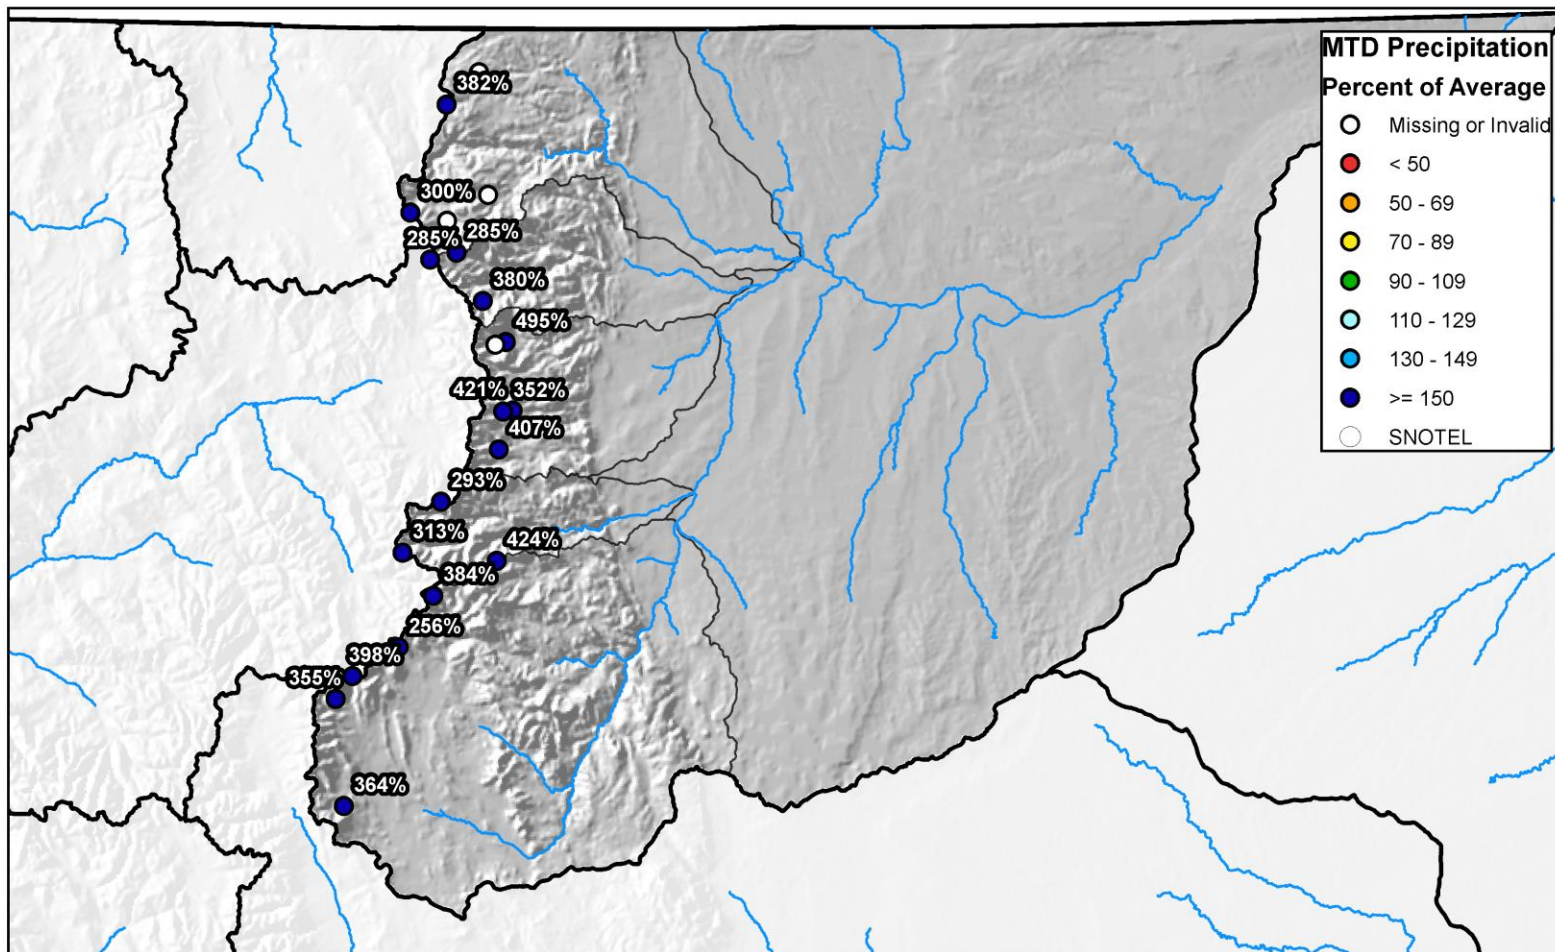 MTD Precipitation
Percent of Average
Missing or Invalid
< 50
50 - 69
70 - 89
90 - 109
110 - 129
130 - 149
>= 150
SNOTEL
382%
300%
285%
285%
380%
495%
421%
352%
407%
293%
313%
424%
384%
256%
398%
355%
364%